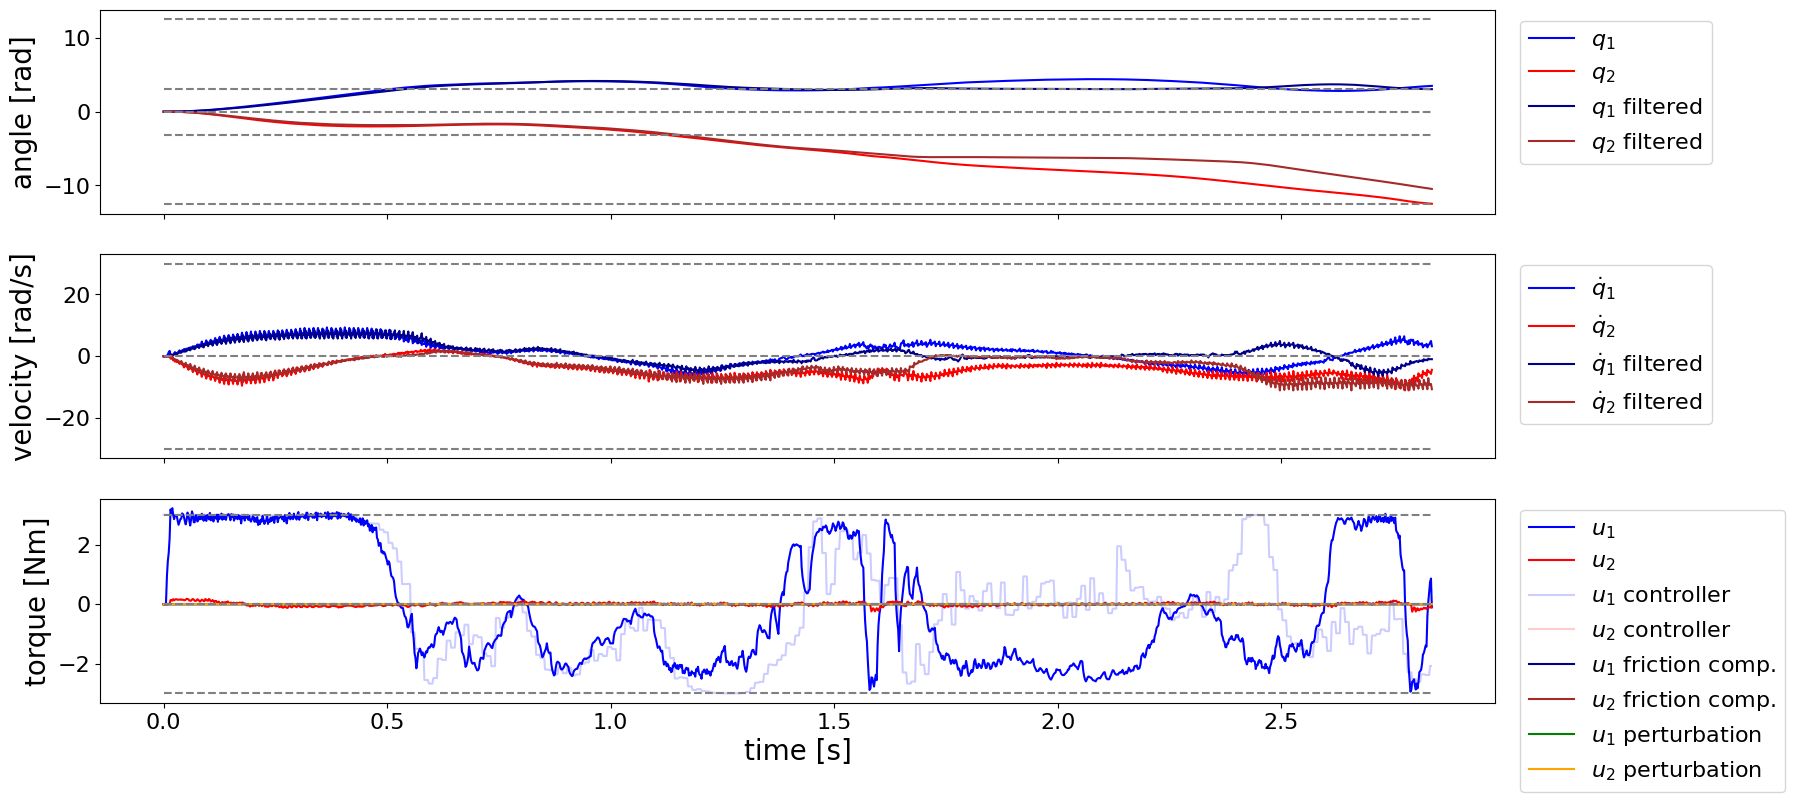 angle [rad]
10
0
−10
q₁
q₂
q₁ filtered
q₂ filtered
velocity [rad/s]
20
0
−20
q̇₁
q̇₂
q̇₁ filtered
q̇₂ filtered
torque [Nm]
2
0
−2
0.0 0.5 1.0 1.5 2.0 2.5
time [s]
u₁
u₂
u₁ controller
u₂ controller
u₁ friction comp.
u₂ friction comp.
u₁ perturbation
u₂ perturbation